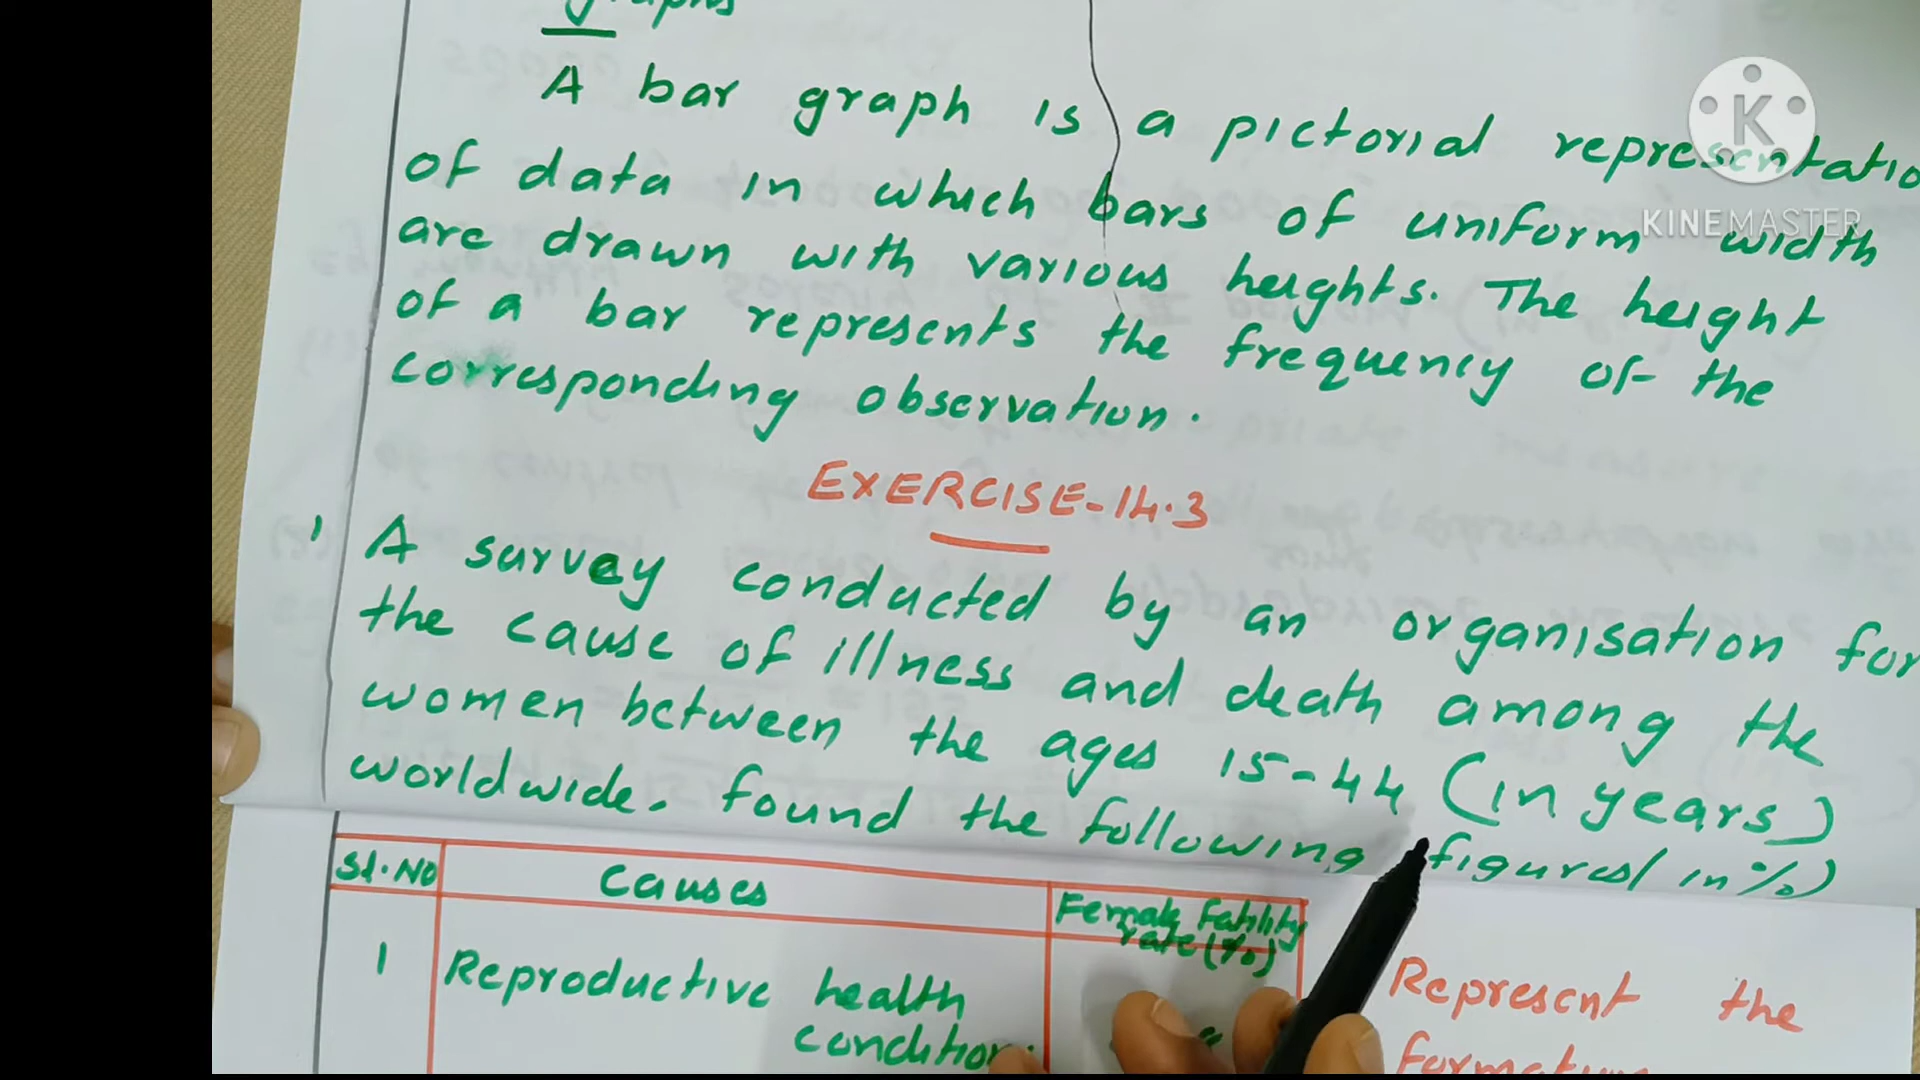 graphs
A bar graph is a pictorial representatio
of data in which bars of uniform width
are drawn with various heights. The height
of a bar represents the frequency of the
corresponding observation.
EXERCISE-14.3
1 A survey conducted by an organisation for
the cause of illness and death among the
women between the ages 15-44 (in years)
worldwide. found the following figures (in %)
Sl.No Causes Female Fatility rate (%)
1 Reproductive health
condition
Represent the
KINEMASTER